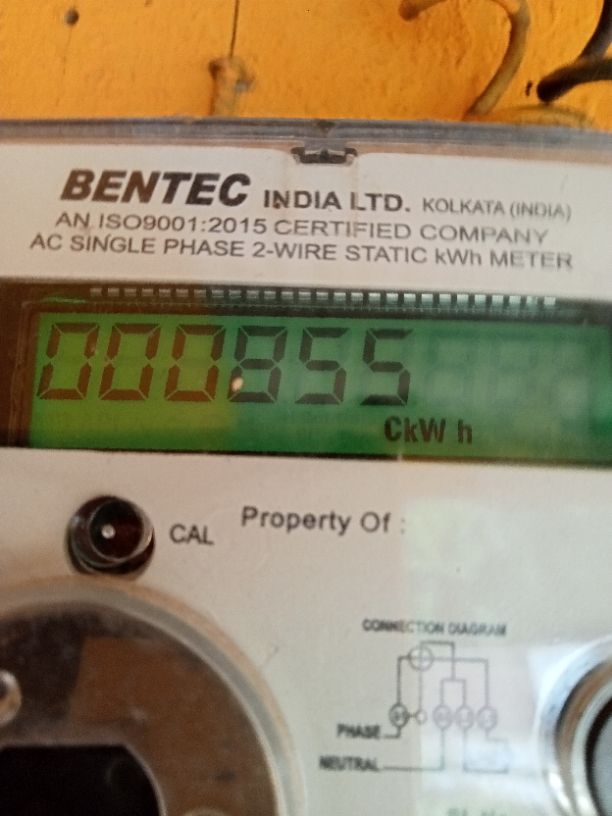 BENTEC INDIA LTD. KOLKATA (INDIA)
AN ISO9001:2015 CERTIFIED COMPANY
AC SINGLE PHASE 2-WIRE STATIC kWh METER
000855
CkW h
CAL
Property Of :
CONNECTION DIAGRAM
PHASE
NEUTRAL